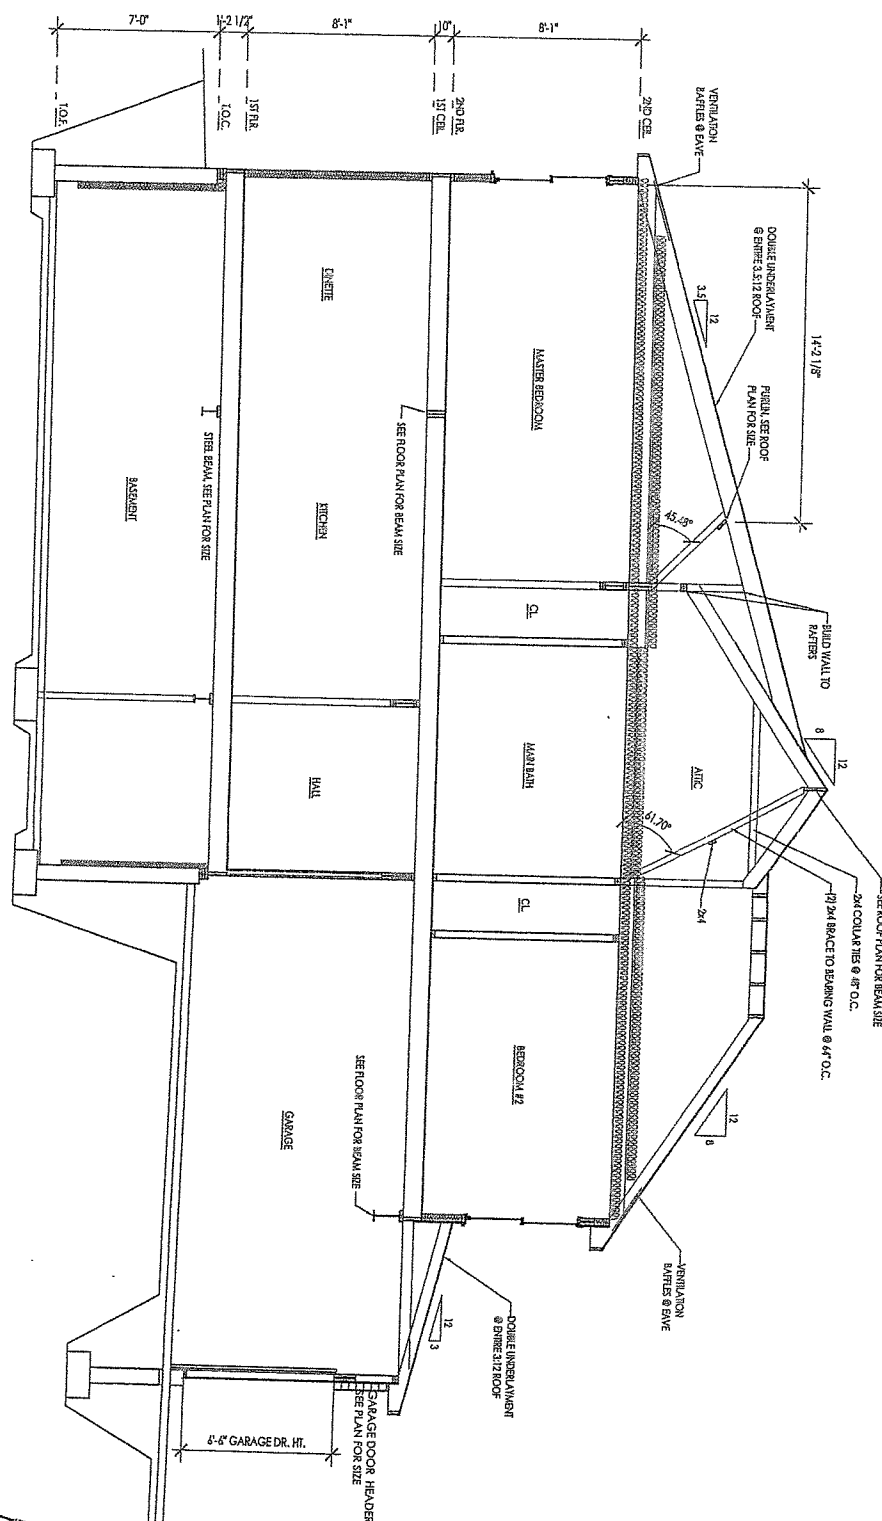 7'-0"
1'-2 1/2"
8'-1"
10"
8'-1"
T.O.F.
T.O.C.
1ST FLR.
1ST CEIL
2ND FLR.
2ND CEIL
VENTILATION
BAFFLES @ EAVE
14'-2 1/8"
DOUBLE UNDERLAYMENT
@ ENTIRE 3.5:12 ROOF
3.5
12
PURLIN, SEE ROOF
PLAN FOR SIZE
45.48°
BUILD WALL TO
RAFTERS
8
12
SEE ROOF PLAN FOR BEAM SIZE
2x4 COLLAR TIES @ 48" O.C.
(2) 2x4 BRACE TO BEARING WALL @ 64" O.C.
ATTIC
61.70°
2x4
12
8
VENTILATION
BAFFLES @ EAVE
MASTER BEDROOM
CL
MAIN BATH
CL
BEDROOM #2
DINETTE
SEE FLOOR PLAN FOR BEAM SIZE
KITCHEN
HALL
STEEL BEAM, SEE PLAN FOR SIZE
BASEMENT
GARAGE
SEE FLOOR PLAN FOR BEAM SIZE
12
3
DOUBLE UNDERLAYMENT
@ ENTIRE 3:12 ROOF
GARAGE DOOR HEADER
SEE PLAN FOR SIZE
6'-6" GARAGE DR. HT.